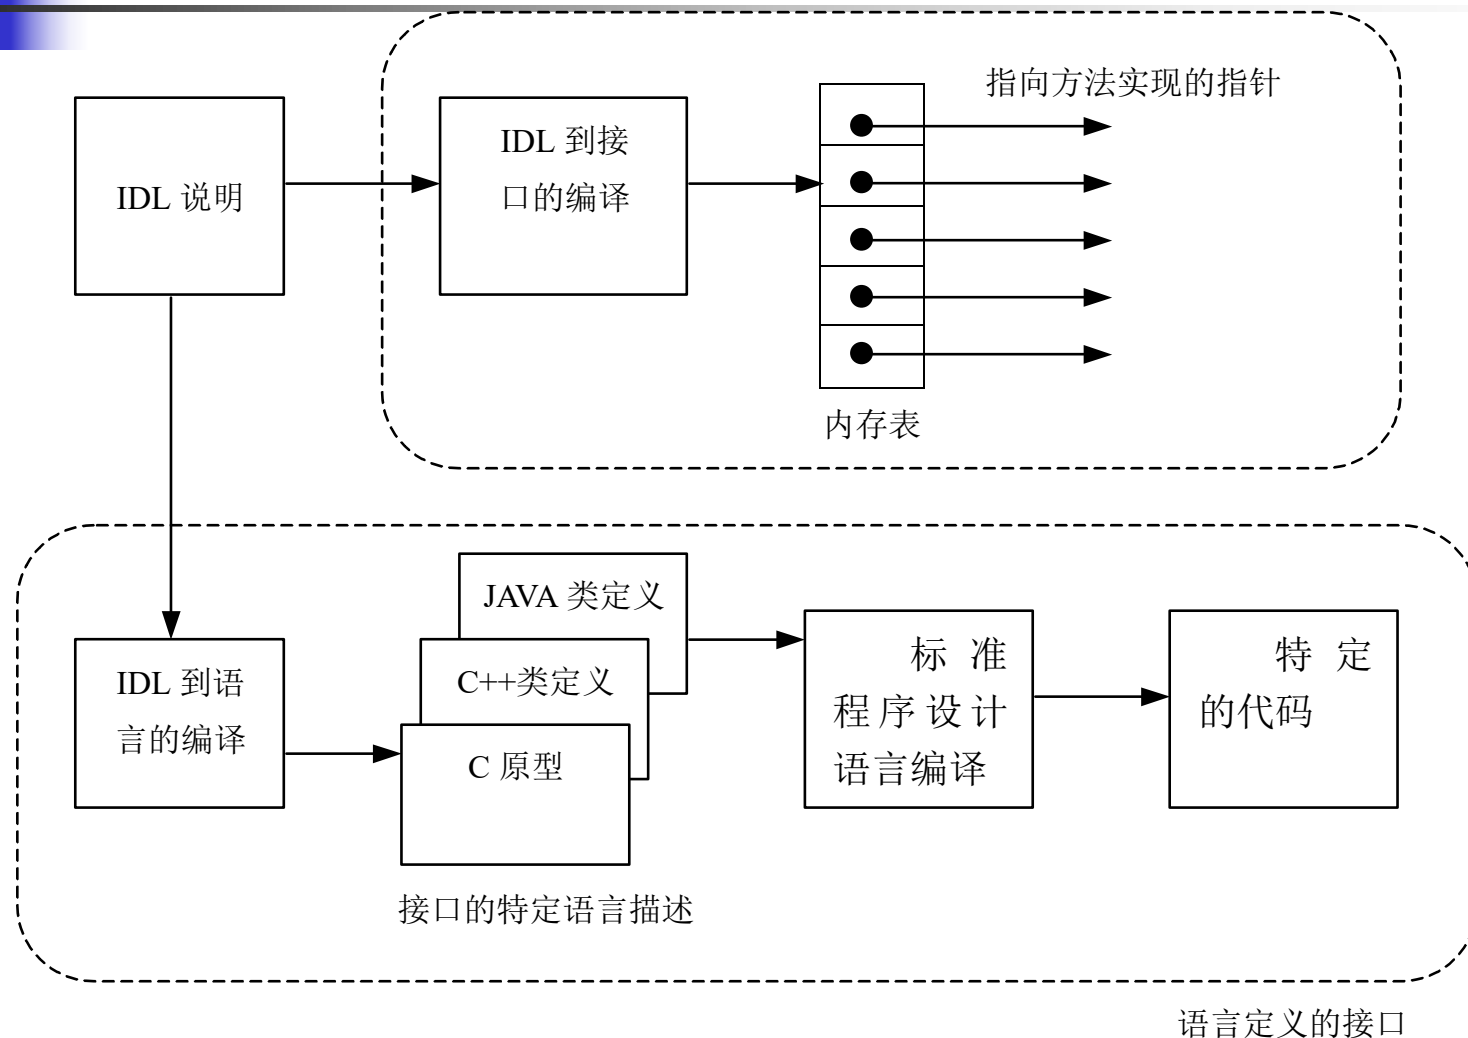 指向方法实现的指针
IDL 到接
口的编译
IDL 说明
内存表
JAVA 类定义
C++类定义
C 原型
IDL 到语
言的编译
标 准
程序设计
语言编译
特 定
的代码
接口的特定语言描述
语言定义的接口